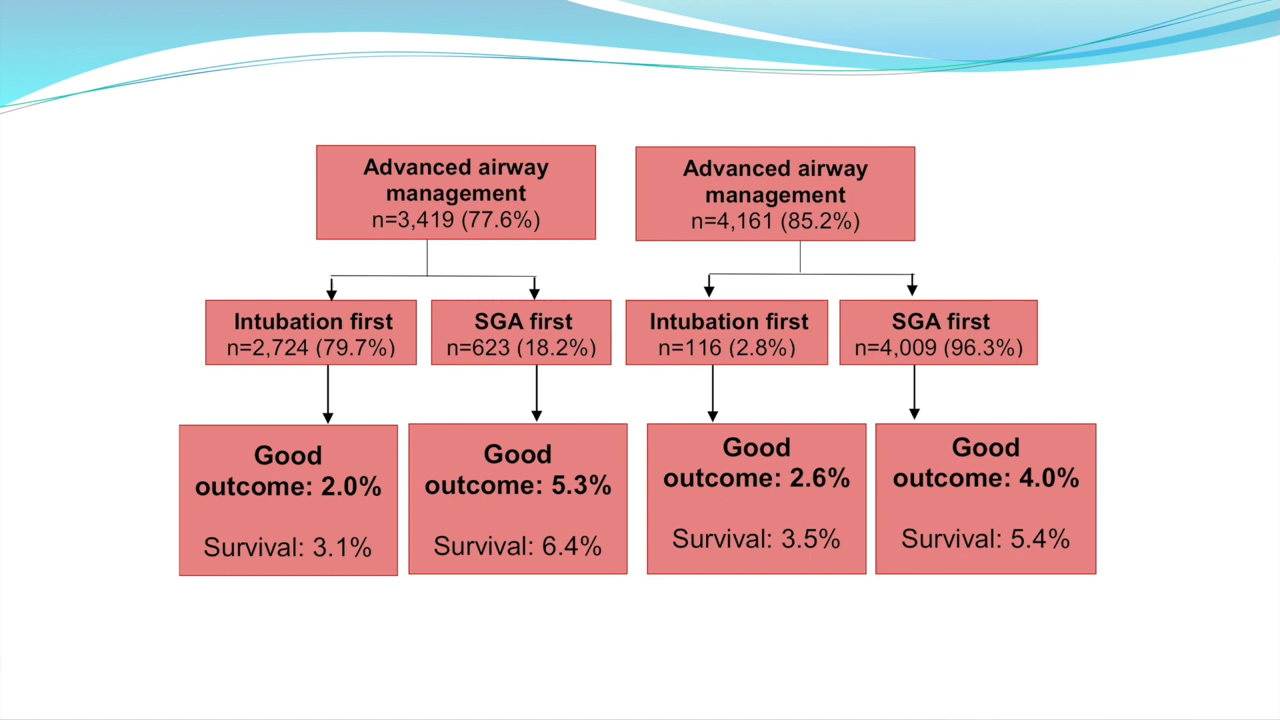 Advanced airway
management
n=3,419 (77.6%)
Advanced airway
management
n=4,161 (85.2%)
Intubation first
n=2,724 (79.7%)
SGA first
n=623 (18.2%)
Intubation first
n=116 (2.8%)
SGA first
n=4,009 (96.3%)
Good
outcome: 2.0%
Survival: 3.1%
Good
outcome: 5.3%
Survival: 6.4%
Good
outcome: 2.6%
Survival: 3.5%
Good
outcome: 4.0%
Survival: 5.4%